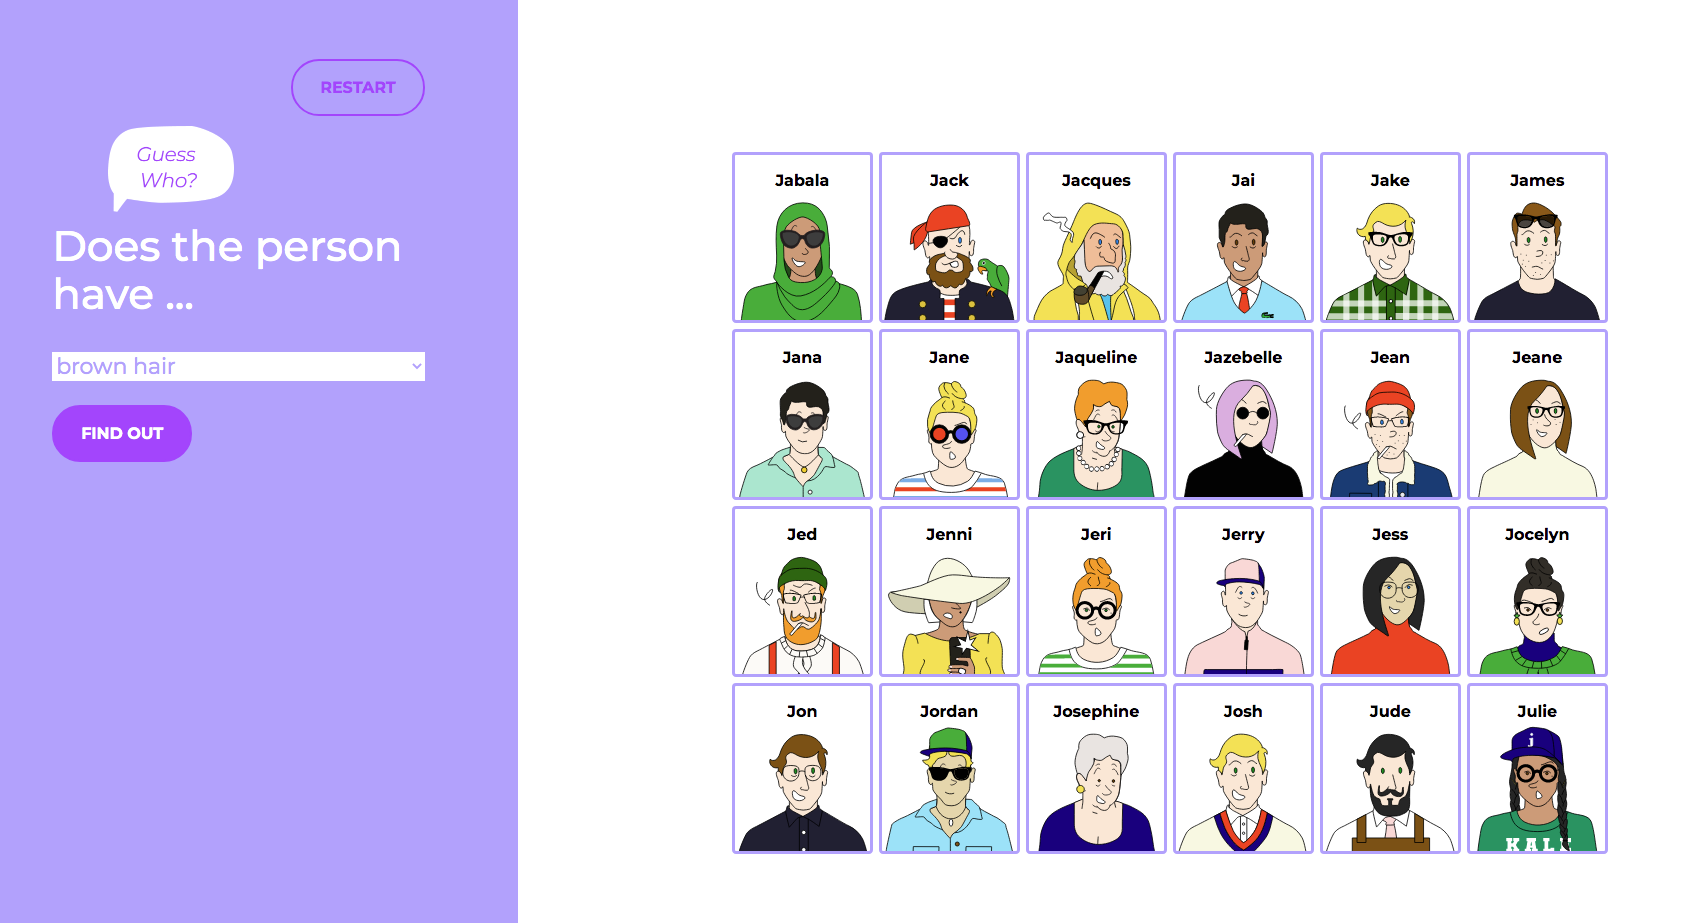 RESTART
Guess
Who?
Does the person
have ...
brown hair
FIND OUT
Jabala
Jack
Jacques
Jai
Jake
James
Jana
Jane
Jaqueline
Jazebelle
Jean
Jeane
Jed
Jenni
Jeri
Jerry
Jess
Jocelyn
Jon
Jordan
Josephine
Josh
Jude
Julie
j
KALE